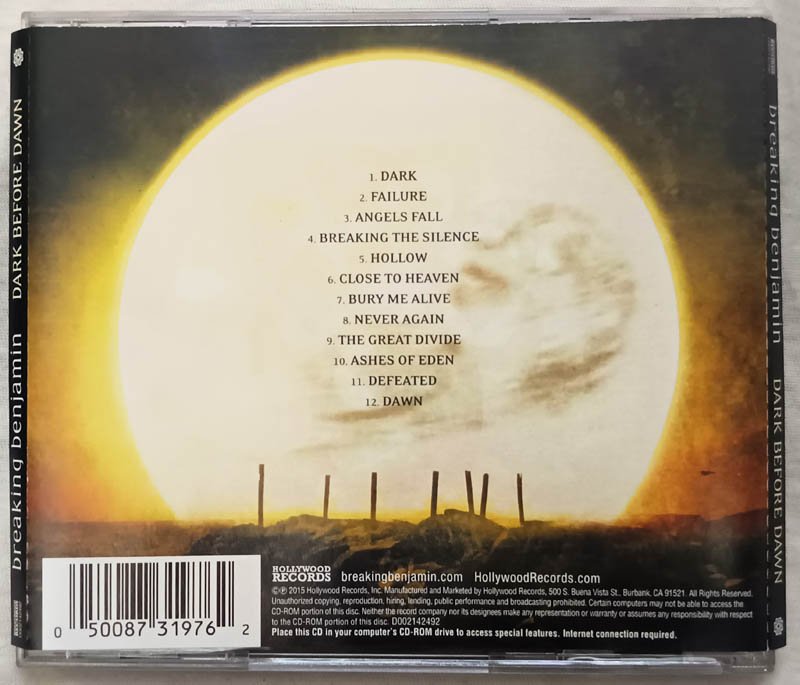 breaking benjamin DARK BEFORE DAWN
1. DARK
2. FAILURE
3. ANGELS FALL
4. BREAKING THE SILENCE
5. HOLLOW
6. CLOSE TO HEAVEN
7. BURY ME ALIVE
8. NEVER AGAIN
9. THE GREAT DIVIDE
10. ASHES OF EDEN
11. DEFEATED
12. DAWN
breaking benjamin DARK BEFORE DAWN
0 50087 31976 2
HOLLYWOOD
RECORDS
breakingbenjamin.com HollywoodRecords.com
©℗ 2015 Hollywood Records, Inc. Manufactured and Marketed by Hollywood Records, 500 S. Buena Vista St., Burbank, CA 91521. All Rights Reserved.
Unauthorized copying, reproduction, hiring, lending, public performance and broadcasting prohibited. Certain computers may not be able to access the
CD-ROM portion of this disc. Neither the record company nor its designees make any representation or warranty or assumes any responsibility with respect
to the CD-ROM portion of this disc. D002142492
Place this CD in your computer's CD-ROM drive to access special features. Internet connection required.